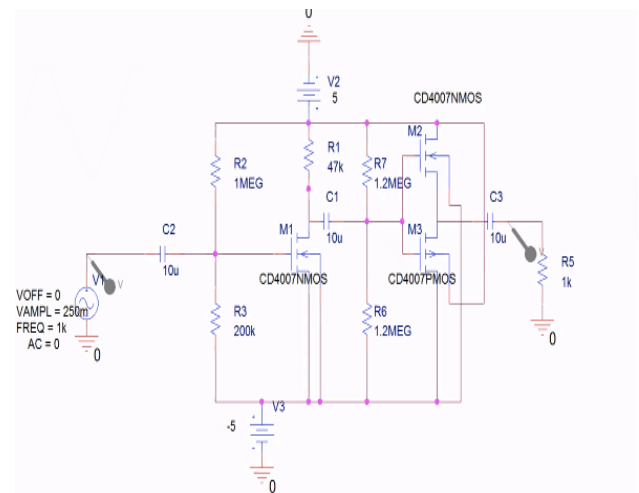 0
V2
5
CD4007NMOS
M2
R2
1MEG
R1
47k
R7
1.2MEG
C1
10u
C3
10u
C2
10u
M1
CD4007NMOS
M3
CD4007PMOS
V
V1
V
R5
1k
VOFF = 0
VAMPL = 250m
FREQ = 1k
AC = 0
0
R3
200k
R6
1.2MEG
0
V3
-5
0